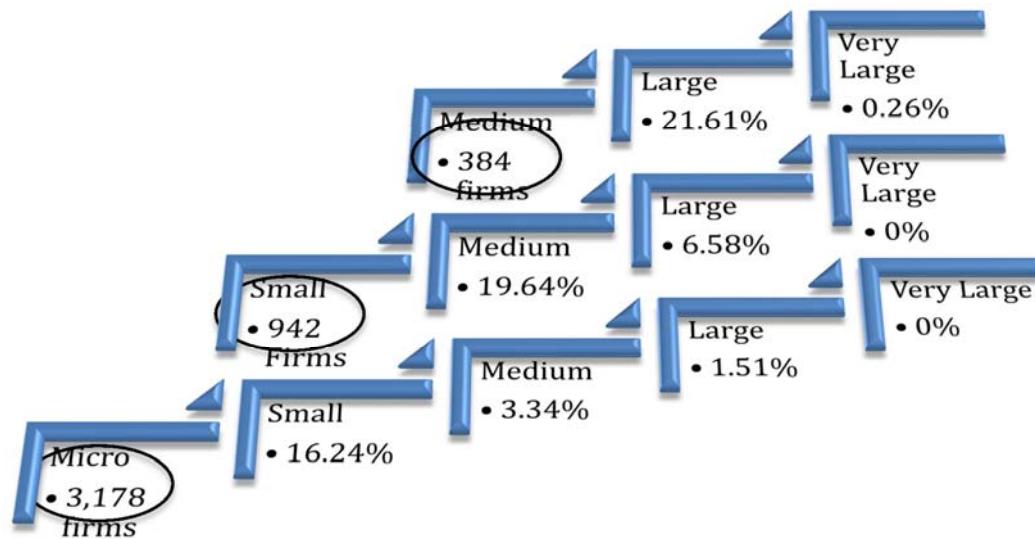 Very
Large
• 0.26%
Large
• 21.61%
Medium
• 384
firms
Very
Large
• 0%
Large
• 6.58%
Medium
• 19.64%
Small
• 942
Firms
Very Large
• 0%
Large
• 1.51%
Medium
• 3.34%
Small
• 16.24%
Micro
• 3,178
firms